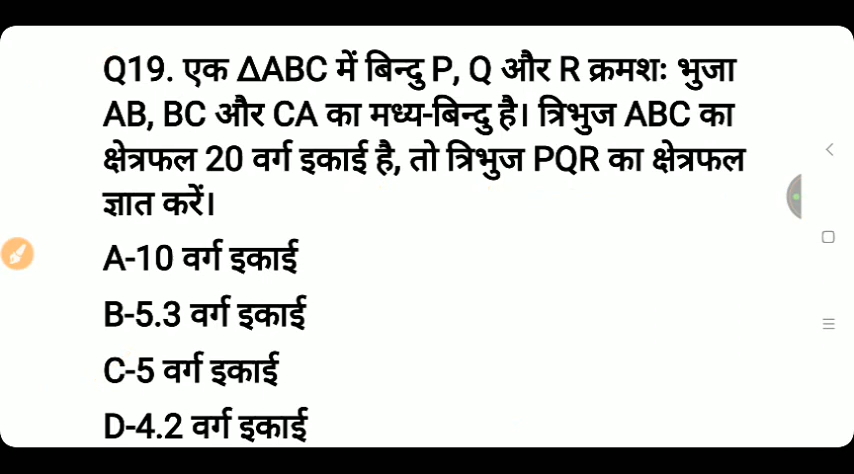 Q19. एक ΔABC में बिन्दु P, Q और R क्रमशः भुजा
AB, BC और CA का मध्य-बिन्दु है। त्रिभुज ABC का
क्षेत्रफल 20 वर्ग इकाई है, तो त्रिभुज PQR का क्षेत्रफल
ज्ञात करें।
A-10 वर्ग इकाई
B-5.3 वर्ग इकाई
C-5 वर्ग इकाई
D-4.2 वर्ग इकाई